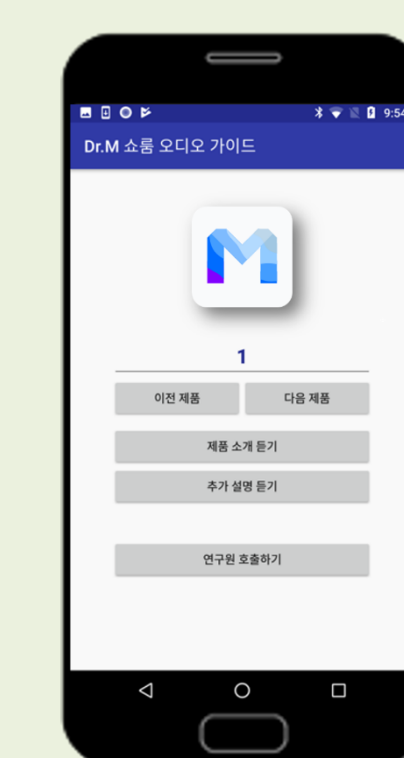 9:54
Dr.M 쇼룸 오디오 가이드
M
1
이전 제품
다음 제품
제품 소개 듣기
추가 설명 듣기
연구원 호출하기